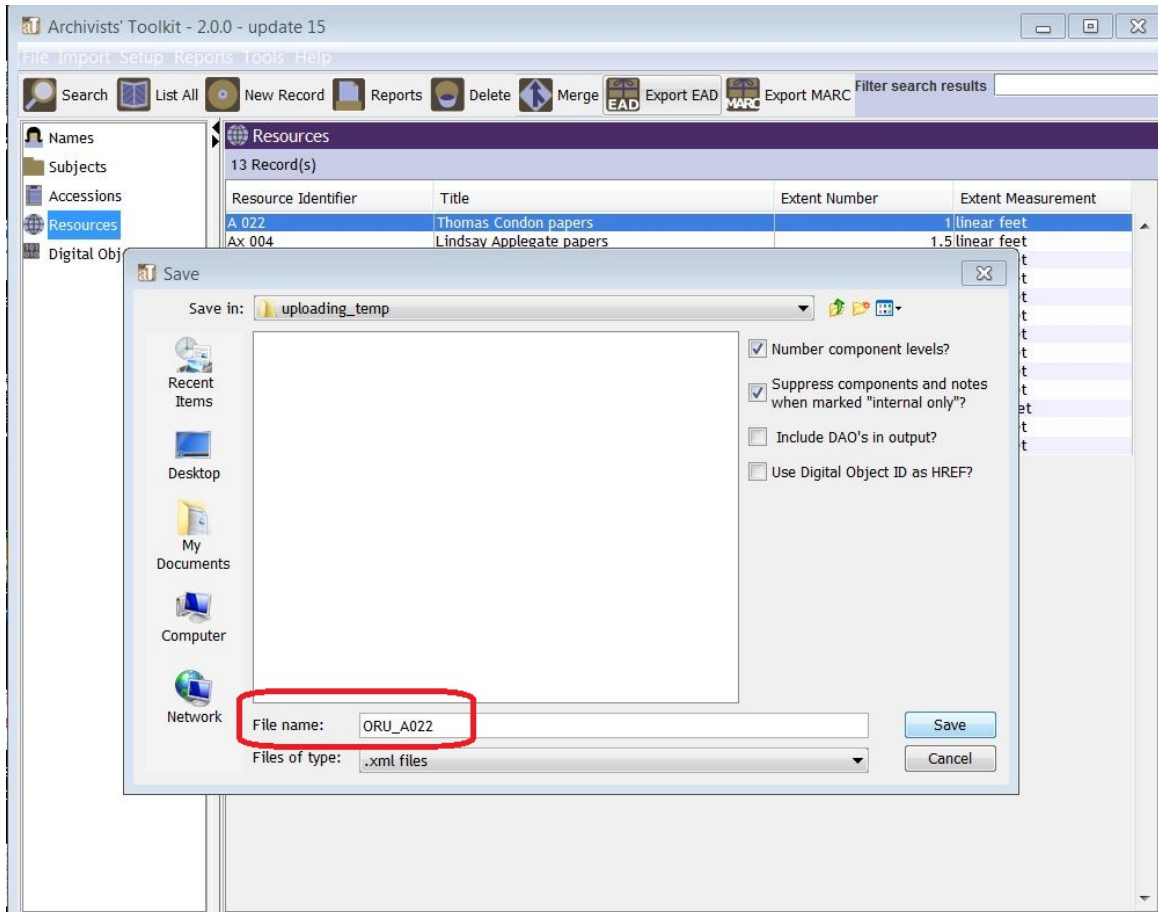 Archivists' Toolkit - 2.0.0 - update 15
File Import Setup Reports Tools Help
Search List All New Record Reports Delete Merge EAD Export EAD MARC Export MARC Filter search results
Names
Subjects
Accessions
Resources
Digital Obj
Resources
13 Record(s)
Resource Identifier Title Extent Number Extent Measurement
A 022 Thomas Condon papers 1 linear feet
Ax 004 Lindsay Applegate papers 1.5 linear feet
t
t
t
t
t
t
t
t
et
t
t
Save
Save in: uploading_temp
Recent
Items
Desktop
My
Documents
Computer
Network
Number component levels?
Suppress components and notes
when marked "internal only"?
Include DAO's in output?
Use Digital Object ID as HREF?
File name: ORU_A022 Save
Files of type: .xml files Cancel